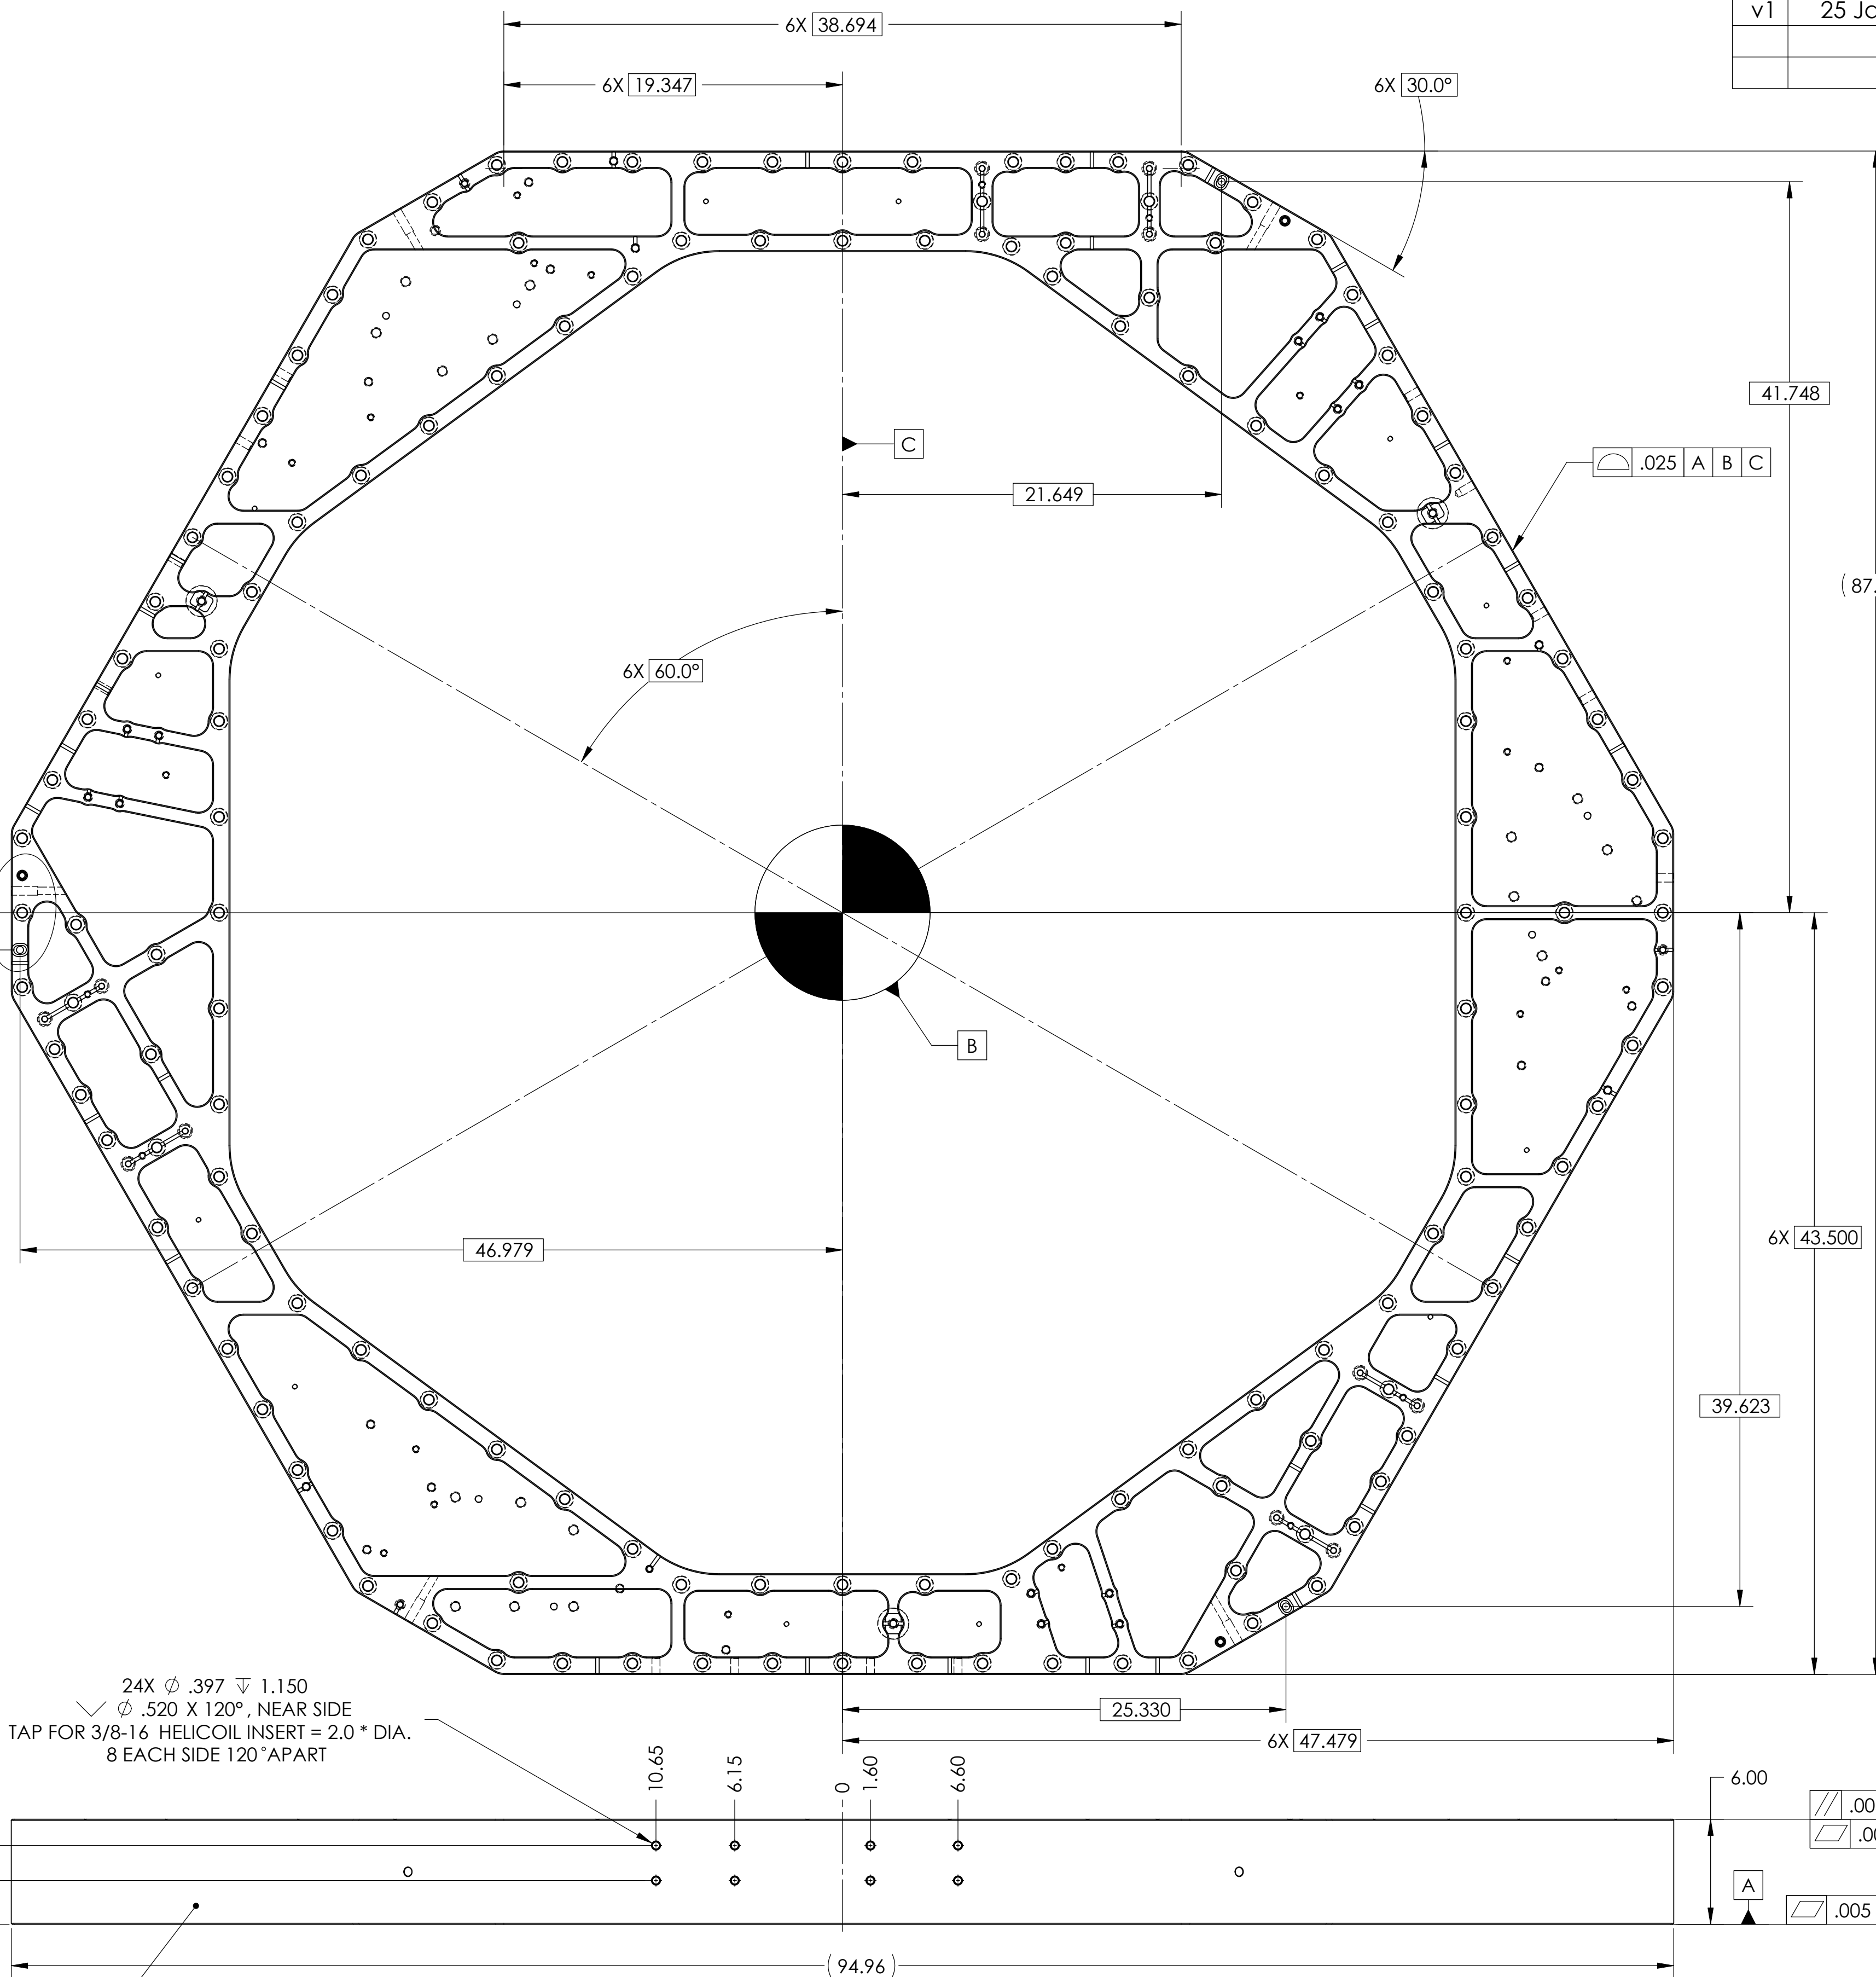 v1 25
6X 38.694
6X 19.347
6X 30.0°
41.748
C
.025 A B C
21.649
(87.
6X 60.0°
B
46.979
6X 43.500
39.623
24X Ø .397 ↧ 1.150
⌵ Ø .520 X 120°, NEAR SIDE
TAP FOR 3/8-16 HELICOIL INSERT = 2.0 * DIA.
8 EACH SIDE 120° APART
25.330
6X 47.479
10.65
6.15
0
1.60
6.60
6.00
// .00
.00
A
.005
(94.96)